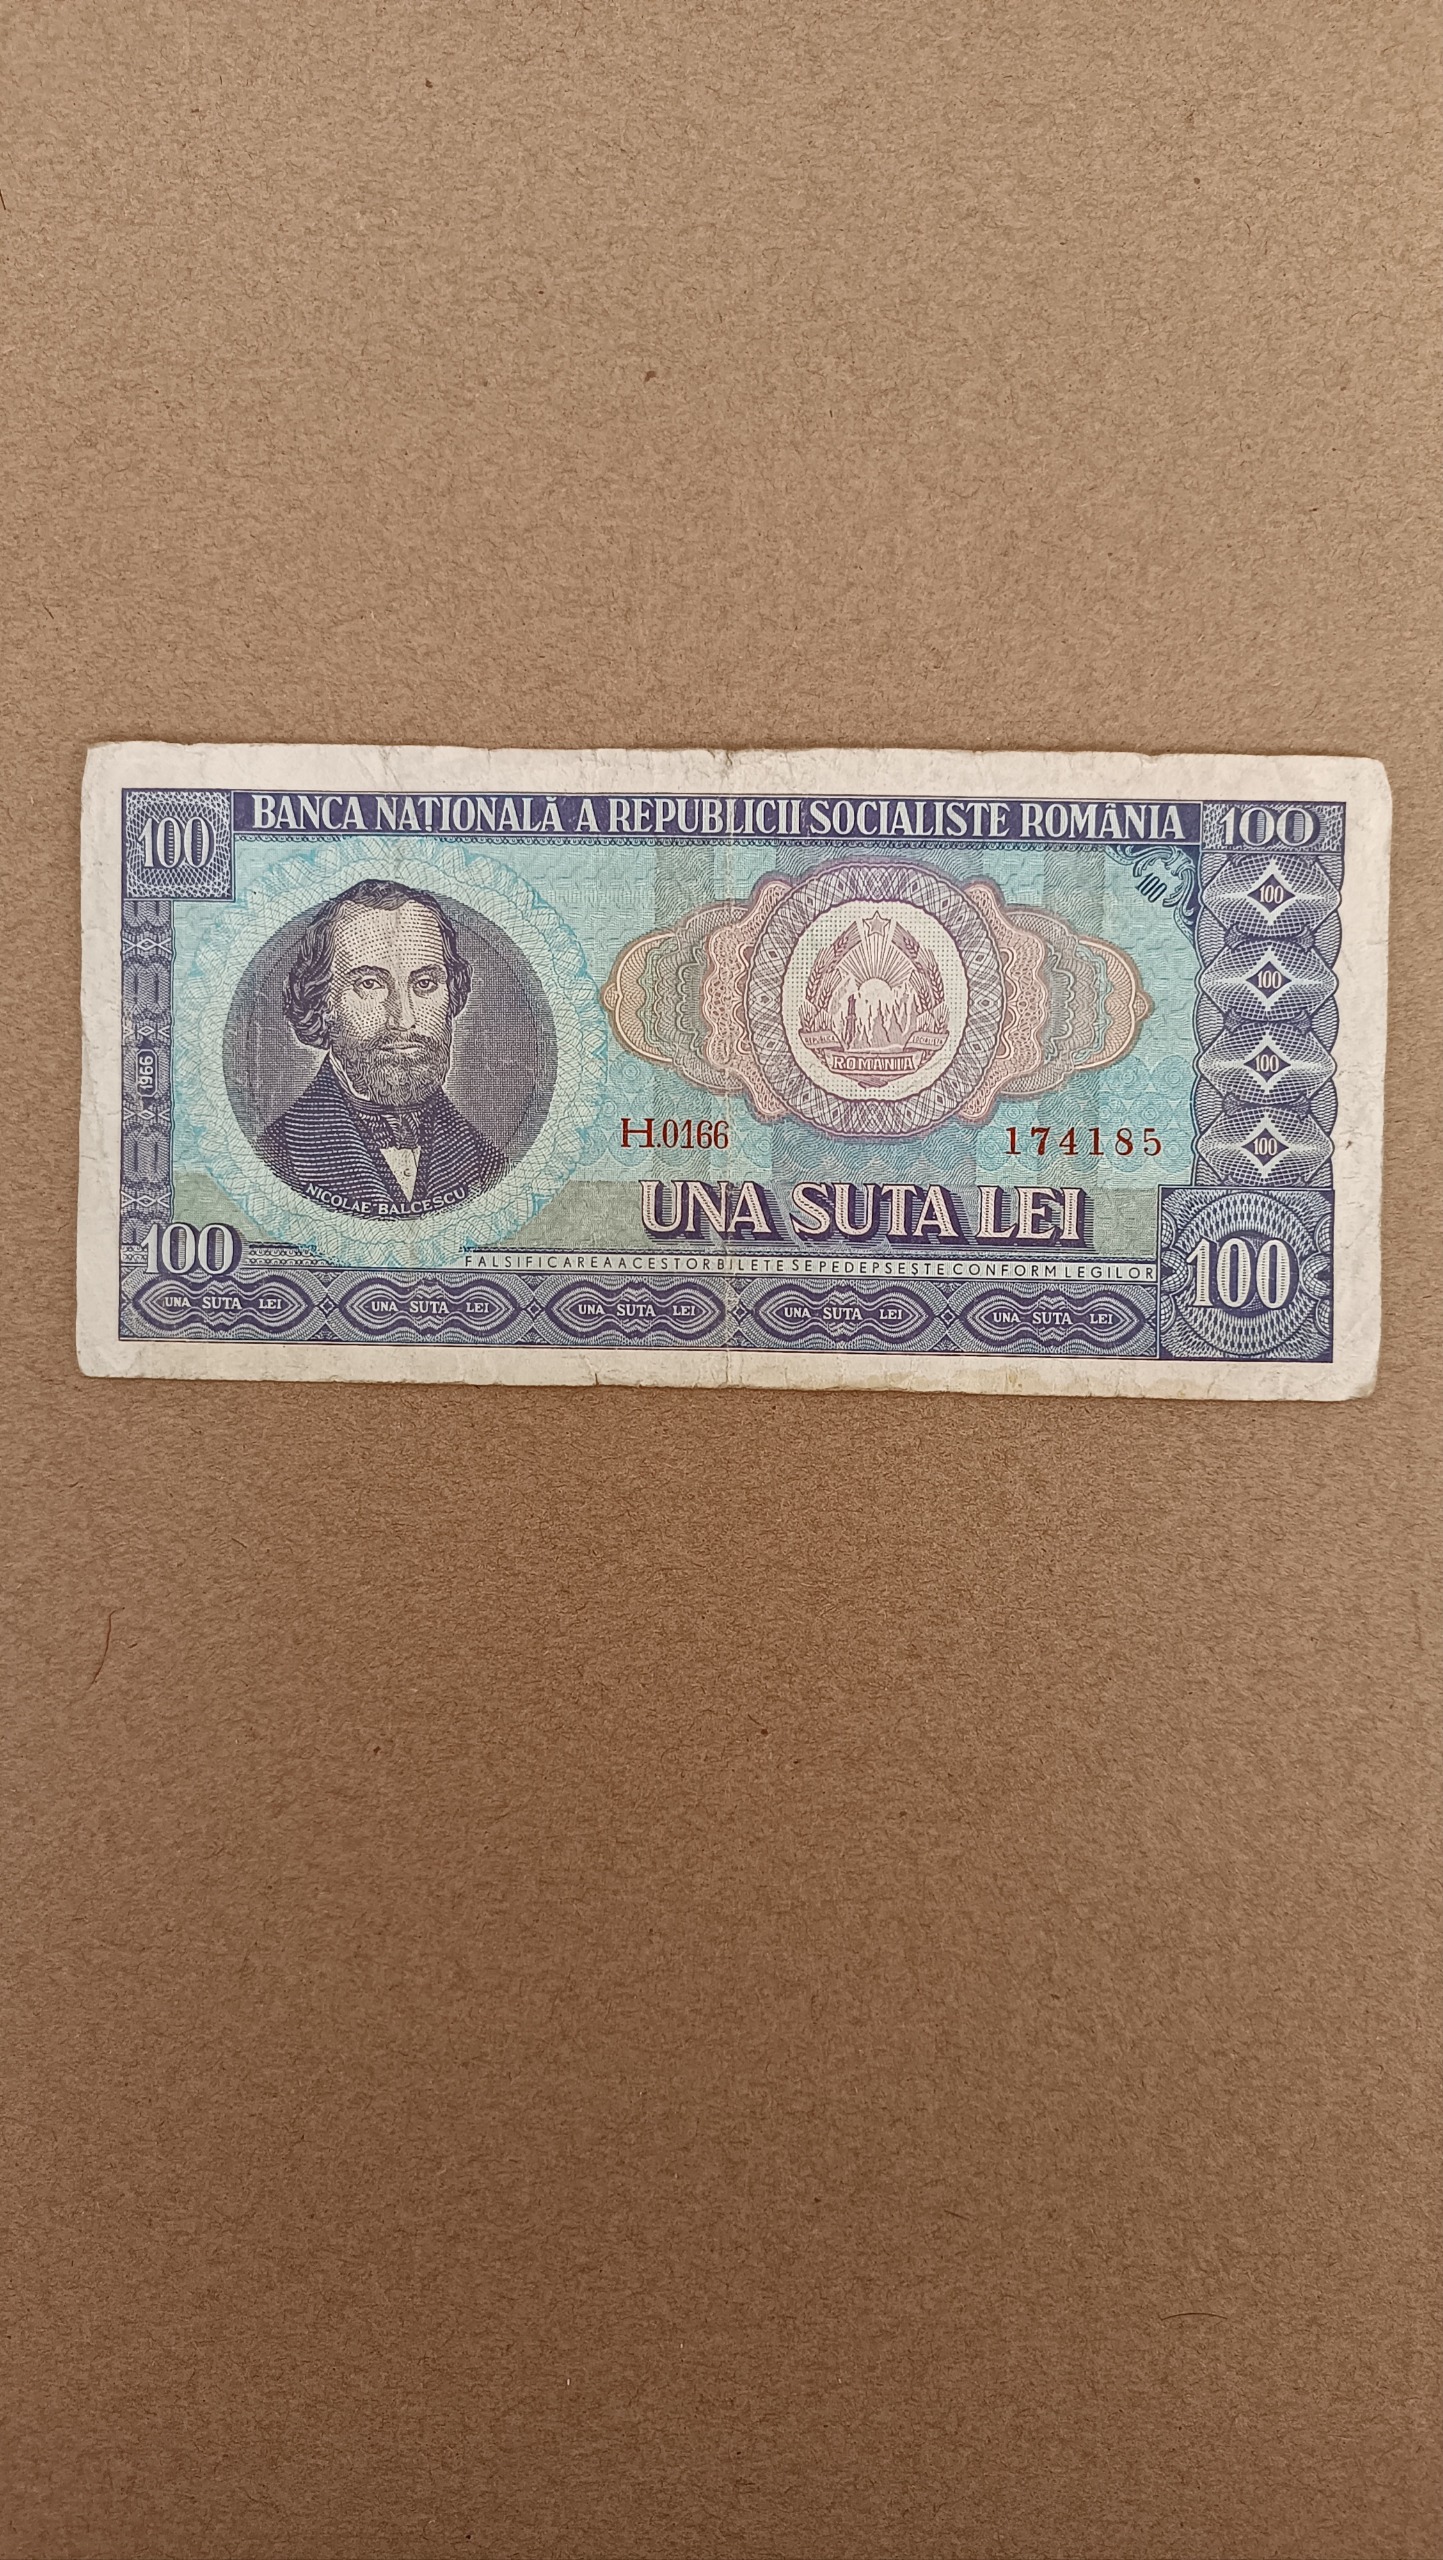 100
BANCA NAȚIONALĂ A REPUBLICII SOCIALISTE ROMÂNIA
100
100
100
100
100
100
1966
ROMANIA
H.0166
174185
NICOLAE BALCESCU
UNA SUTA LEI
100
FALSIFICAREA ACESTOR BILETE SE PEDEPSEȘTE CONFORM LEGILOR
100
UNA SUTA LEI
UNA SUTA LEI
UNA SUTA LEI
UNA SUTA LEI
UNA SUTA LEI